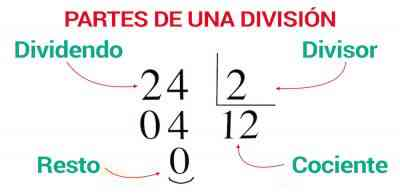 PARTES DE UNA DIVISIÓN
Dividendo Divisor
24 2
04 12
0
Resto Cociente